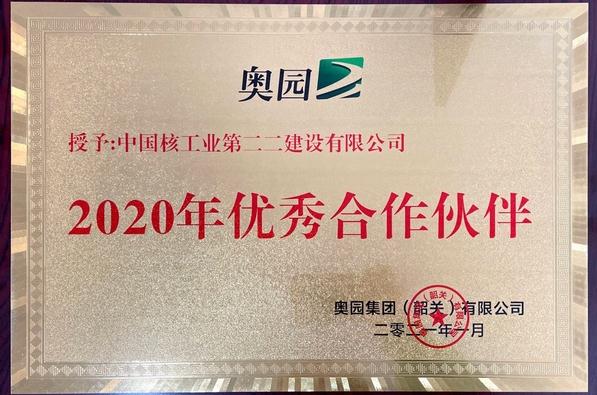 奥园
授予:中国核工业第二二建设有限公司
2020年优秀合作伙伴
奥园集团（韶关）有限公司
二零二一年一月